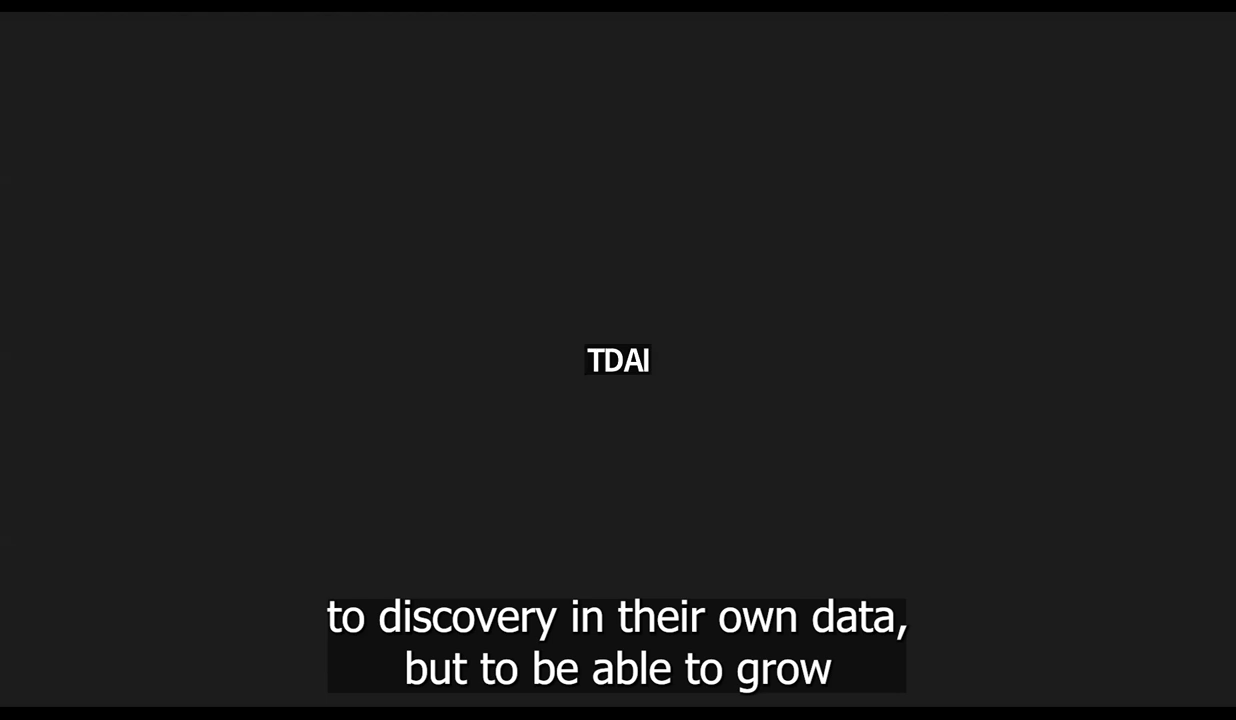 TDAI
to discovery in their own data,
but to be able to grow